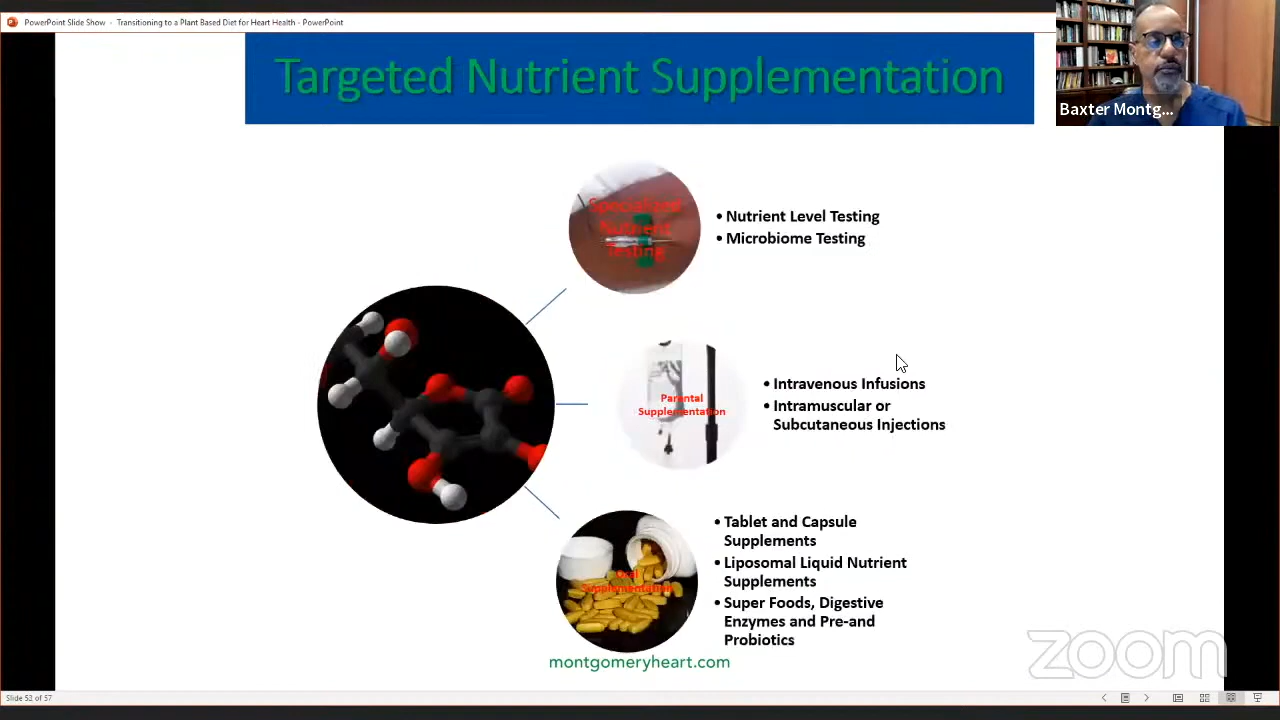 PowerPoint Slide Show - Transitioning to a Plant Based Diet for Heart Health - PowerPoint
Targeted Nutrient Supplementation
Baxter Montg...
Specialized
Nutrient
Testing
• Nutrient Level Testing
• Microbiome Testing
Parental
Supplementation
• Intravenous Infusions
• Intramuscular or
Subcutaneous Injections
Oral
Supplementation
• Tablet and Capsule
Supplements
• Liposomal Liquid Nutrient
Supplements
• Super Foods, Digestive
Enzymes and Pre-and
Probiotics
montgomeryheart.com
zoom
Slide 53 of 57